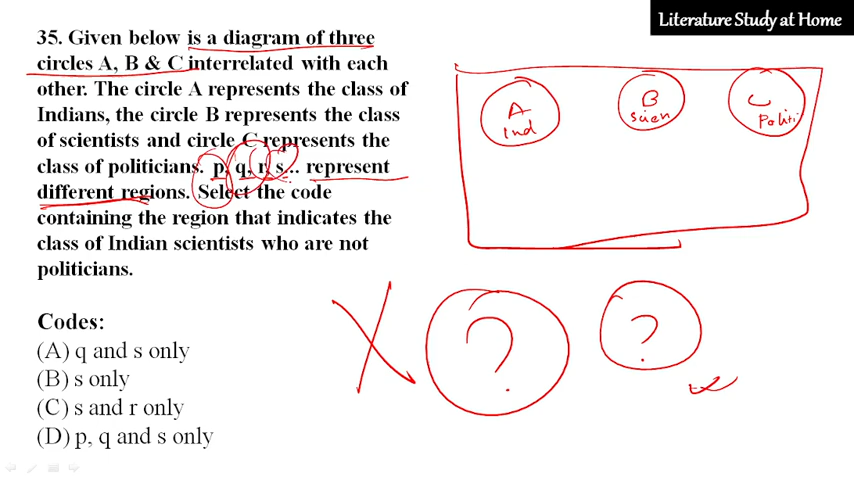 Literature Study at Home
35. Given below is a diagram of three
circles A, B & C interrelated with each
other. The circle A represents the class of
Indians, the circle B represents the class
of scientists and circle C represents the
class of politicians. p, q, r, s... represent
different regions. Select the code
containing the region that indicates the
class of Indian scientists who are not
politicians.
Codes:
(A) q and s only
(B) s only
(C) s and r only
(D) p, q and s only
A
Ind
B
Scien
C
Politi
?
?